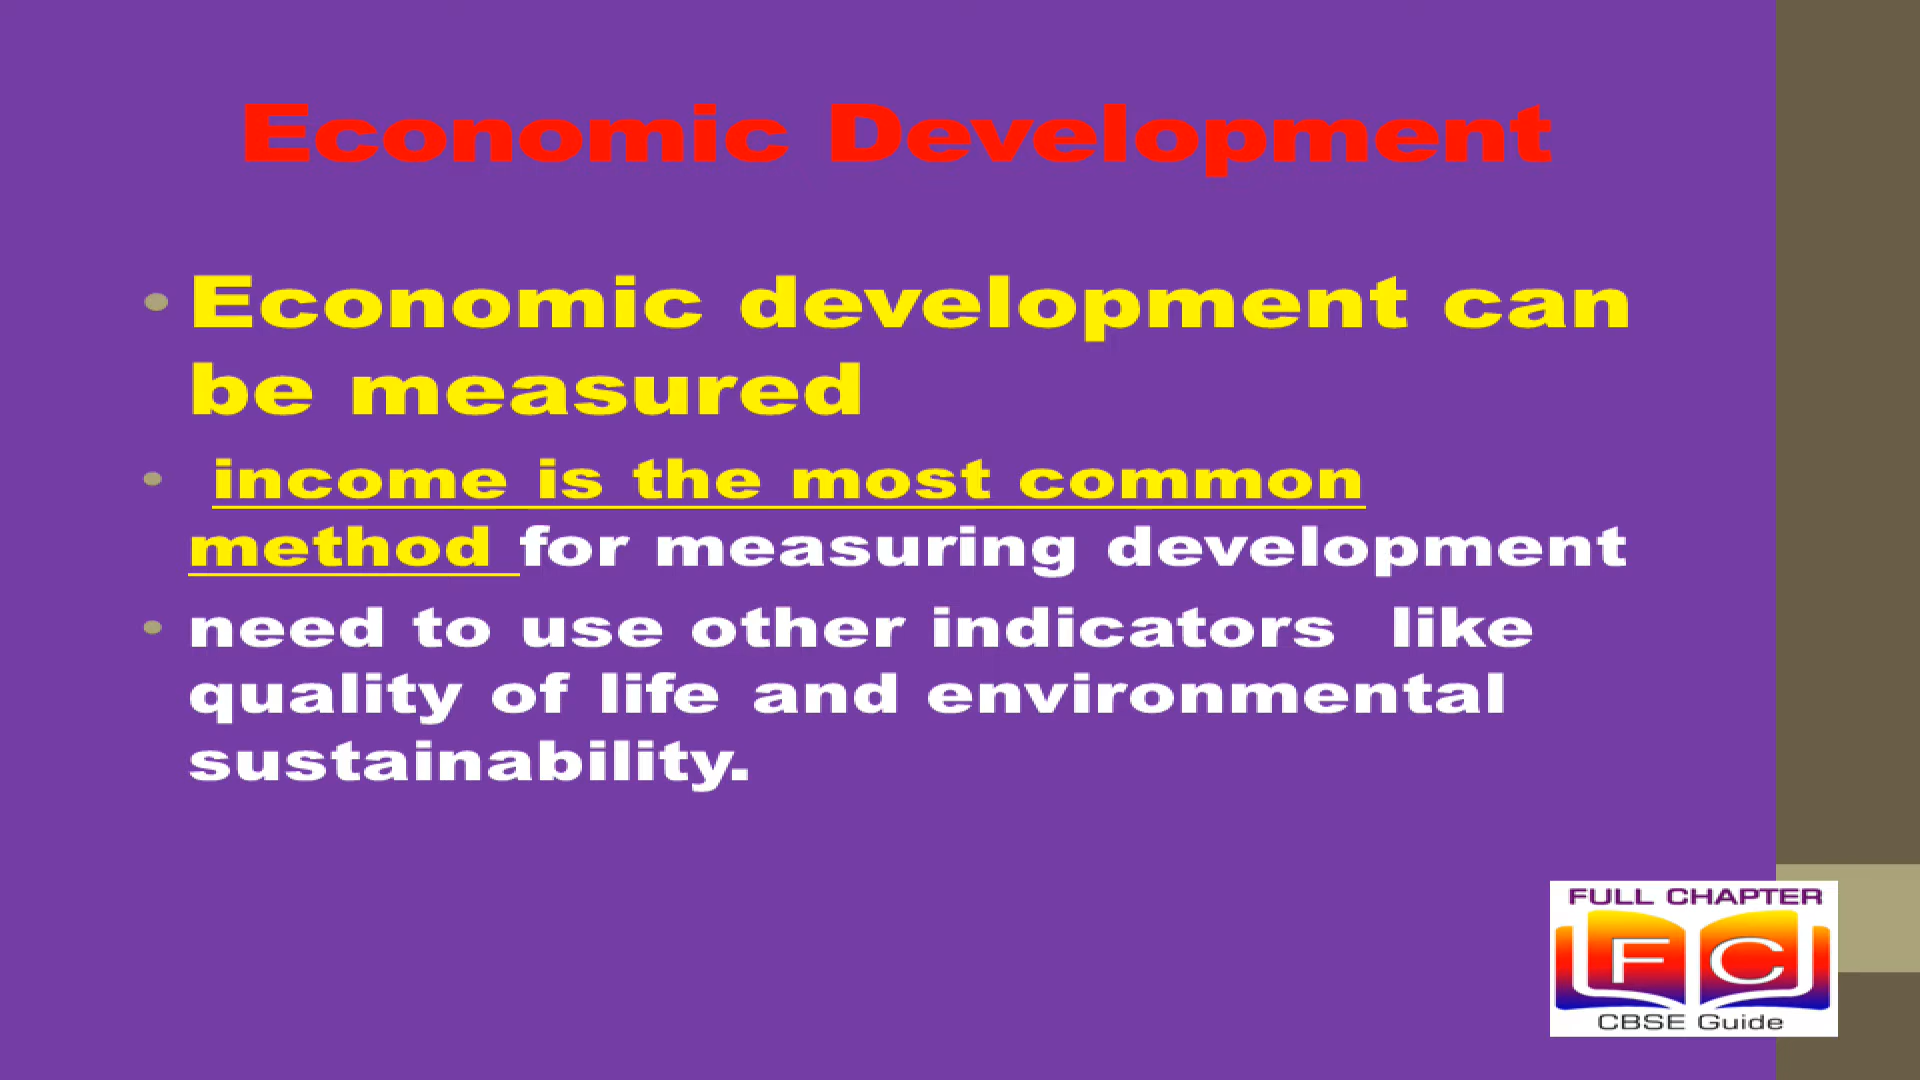 Economic Development
• Economic development can
be measured
• income is the most common
method for measuring development
• need to use other indicators  like
quality of life and environmental
sustainability.
FULL CHAPTER
F C
CBSE Guide